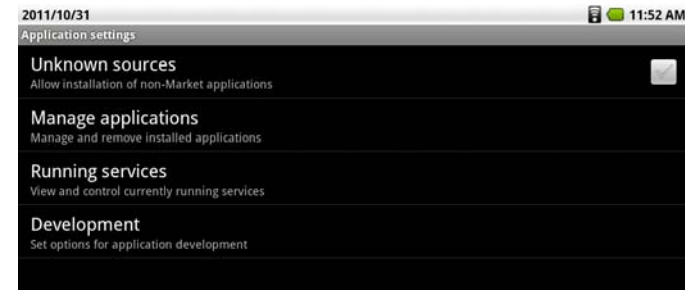 2011/10/31 11:52 AM
Application settings
Unknown sources
Allow installation of non-Market applications
Manage applications
Manage and remove installed applications
Running services
View and control currently running services
Development
Set options for application development